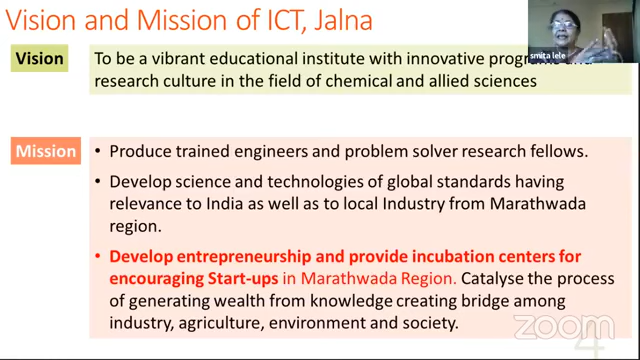 Vision and Mission of ICT, Jalna
smita lele
Vision
To be a vibrant educational institute with innovative programs and
research culture in the field of chemical and allied sciences
Mission
• Produce trained engineers and problem solver research fellows.
• Develop science and technologies of global standards having
relevance to India as well as to local Industry from Marathwada
region.
• Develop entrepreneurship and provide incubation centers for
encouraging Start-ups in Marathwada Region. Catalyse the process
of generating wealth from knowledge creating bridge among
industry, agriculture, environment and society.
zoom
4